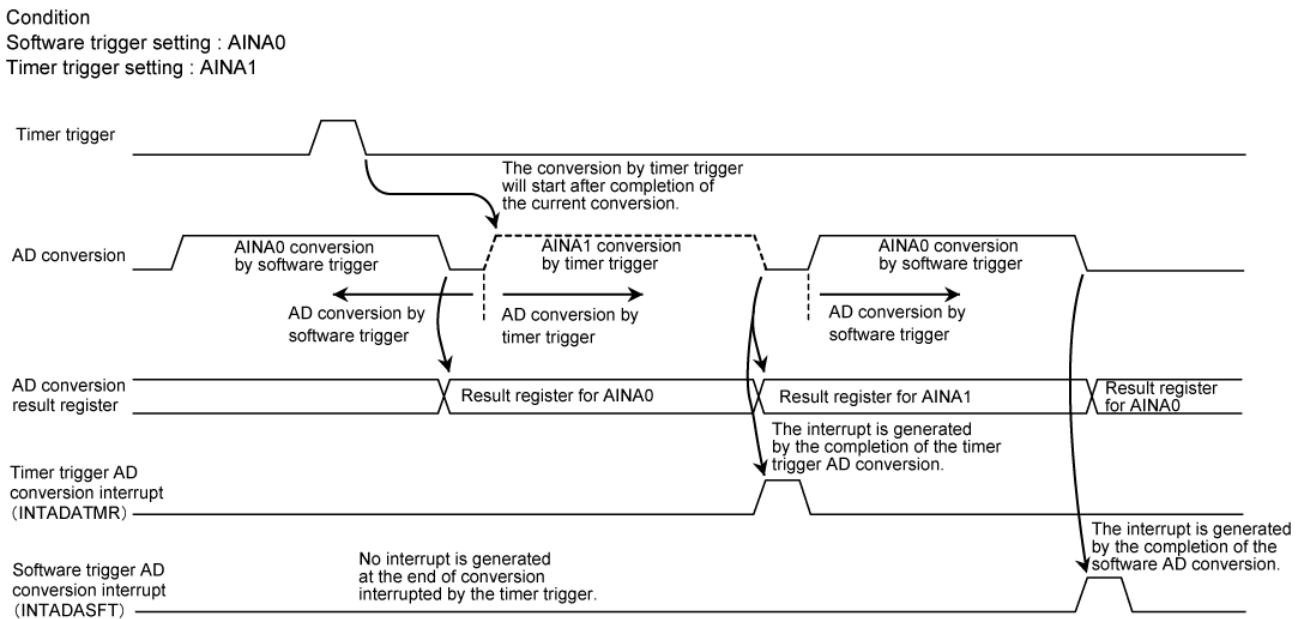 Condition
Software trigger setting : AINA0
Timer trigger setting : AINA1
Timer trigger
The conversion by timer trigger
will start after completion of
the current conversion.
AD conversion
AINA0 conversion
by software trigger
AINA1 conversion
by timer trigger
AINA0 conversion
by software trigger
AD conversion by
software trigger
AD conversion by
timer trigger
AD conversion by
software trigger
AD conversion
result register
Result register for AINA0
Result register for AINA1
Result register
for AINA0
The interrupt is generated
by the completion of the timer
trigger AD conversion.
Timer trigger AD
conversion interrupt
(INTADATMR)
The interrupt is generated
by the completion of the
software AD conversion.
Software trigger AD
conversion interrupt
(INTADASFT)
No interrupt is generated
at the end of conversion
interrupted by the timer trigger.